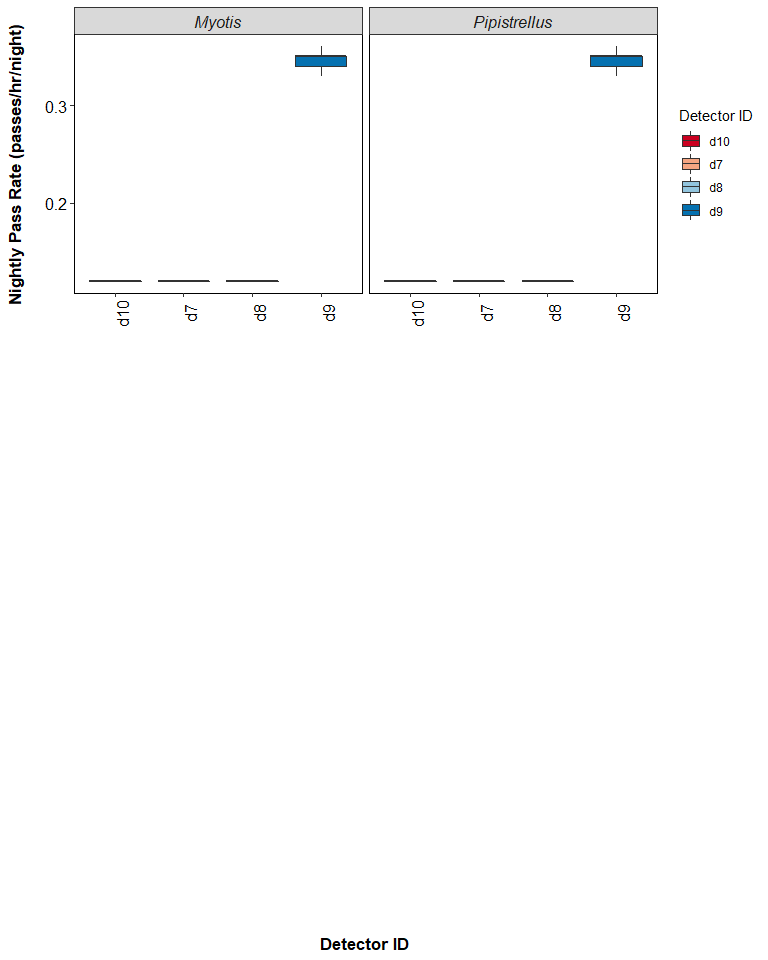 Myotis
Pipistrellus
Nightly Pass Rate (passes/hr/night)
0.3
0.2
d10
d7
d8
d9
d10
d7
d8
d9
Detector ID
d10
d7
d8
d9
Detector ID